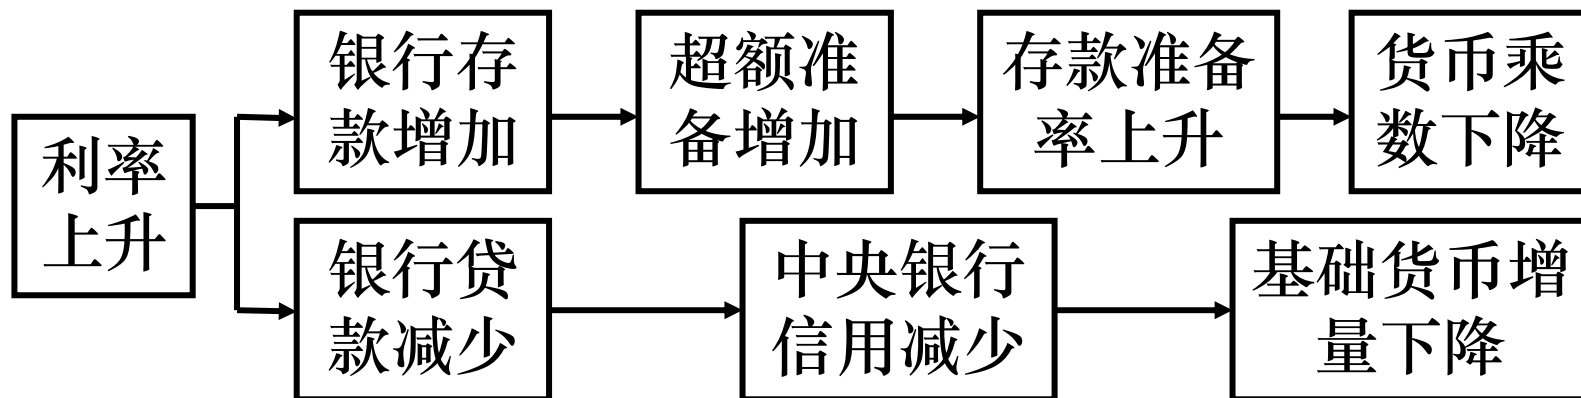 利率
上升
银行存
款增加
超额准
备增加
存款准备
率上升
货币乘
数下降
银行贷
款减少
中央银行
信用减少
基础货币增
量下降